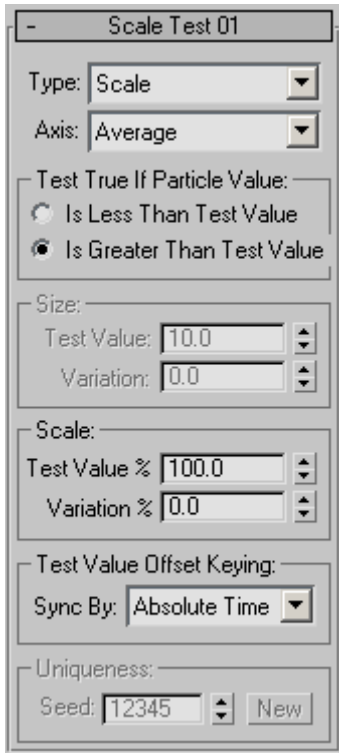 - Scale Test 01
Type: Scale
Axis: Average
Test True If Particle Value:
Is Less Than Test Value
Is Greater Than Test Value
Size:
Test Value: 10.0
Variation: 0.0
Scale:
Test Value % 100.0
Variation % 0.0
Test Value Offset Keying:
Sync By: Absolute Time
Uniqueness:
Seed: 12345 New